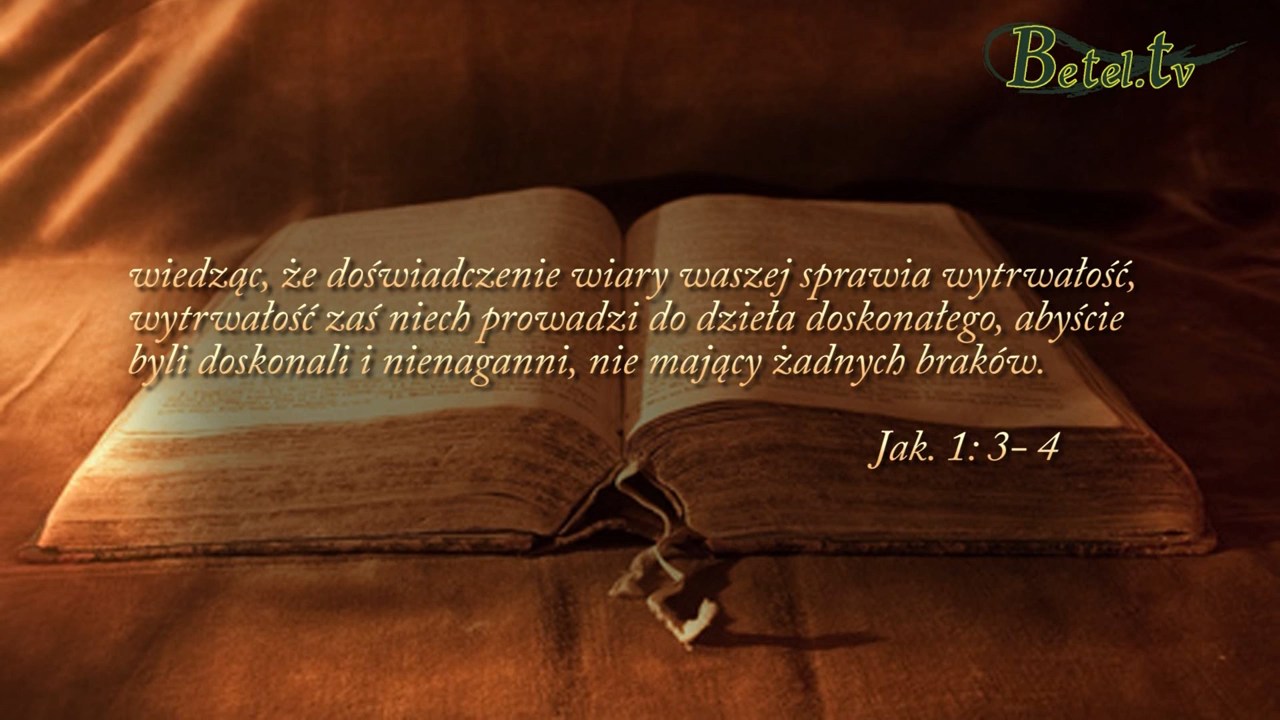 Betel.tv
wiedząc, że doświadczenie wiary waszej sprawia wytrwałość,
wytrwałość zaś niech prowadzi do dzieła doskonałego, abyście
byli doskonali i nienaganni, nie mający żadnych braków.
Jak. 1: 3– 4